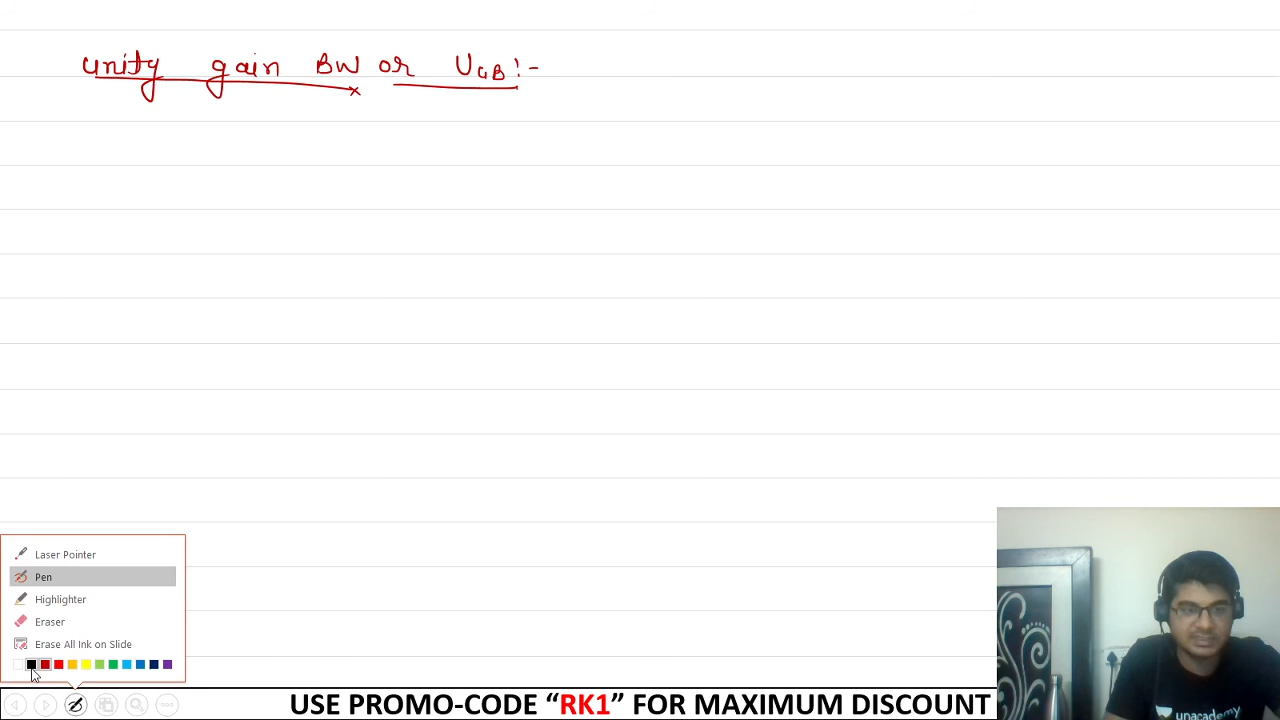 unity gain BW or UGB :-
Laser Pointer
Pen
Highlighter
Eraser
Erase All Ink on Slide
USE PROMO-CODE “RK1” FOR MAXIMUM DISCOUNT
unacademy